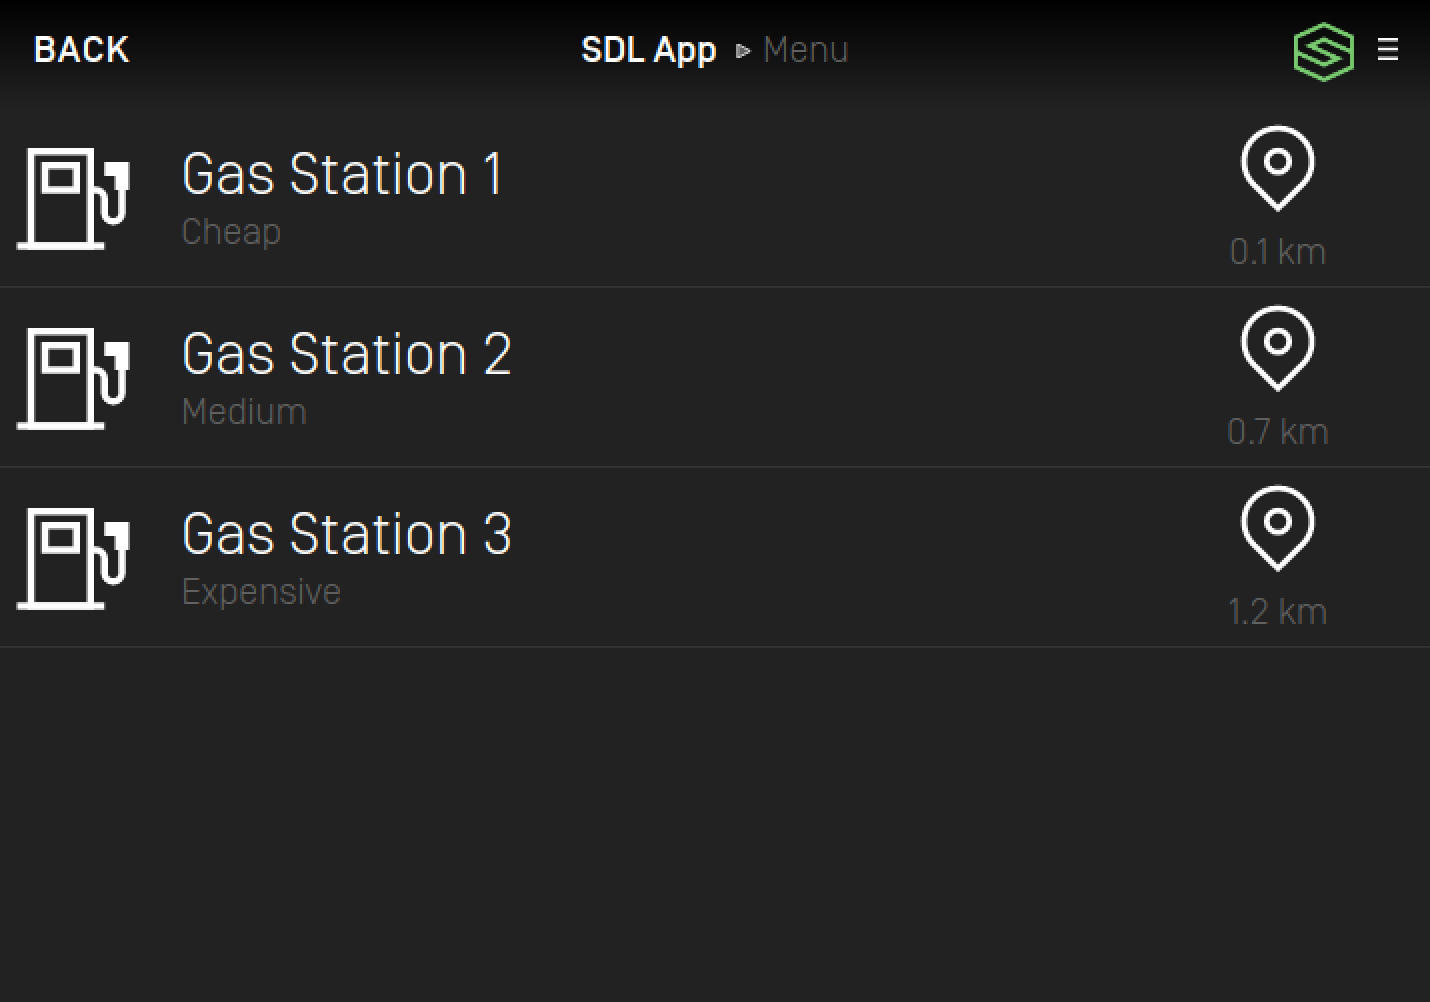 BACK
SDL App Menu
Gas Station 1
Cheap
0.1 km
Gas Station 2
Medium
0.7 km
Gas Station 3
Expensive
1.2 km